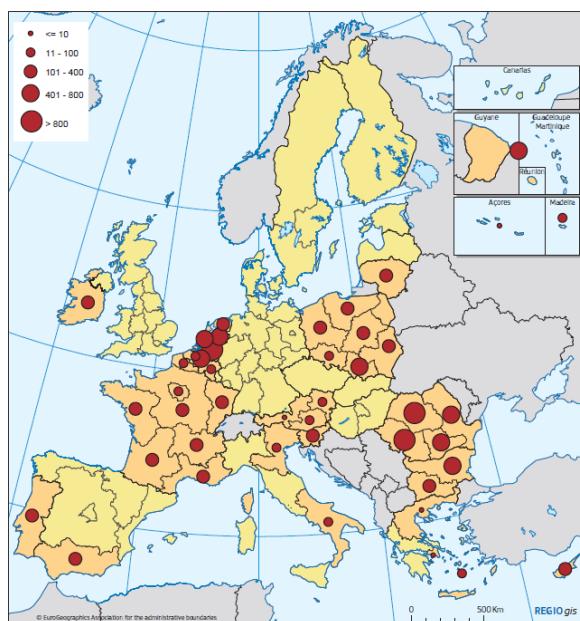 <= 10
11 - 100
101 - 400
401 - 800
> 800
Canarias
Guyane
Guadeloupe
Martinique
Réunion
Açores
Madeira
0 500 Km
REGIOgis
© EuroGeographics Association for the administrative boundaries